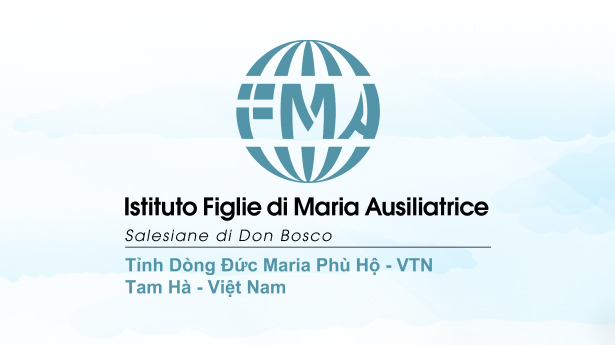 FMA
Istituto Figlie di Maria Ausiliatrice
Salesiane di Don Bosco
Tỉnh Dòng Đức Maria Phù Hộ - VTN
Tam Hà - Việt Nam